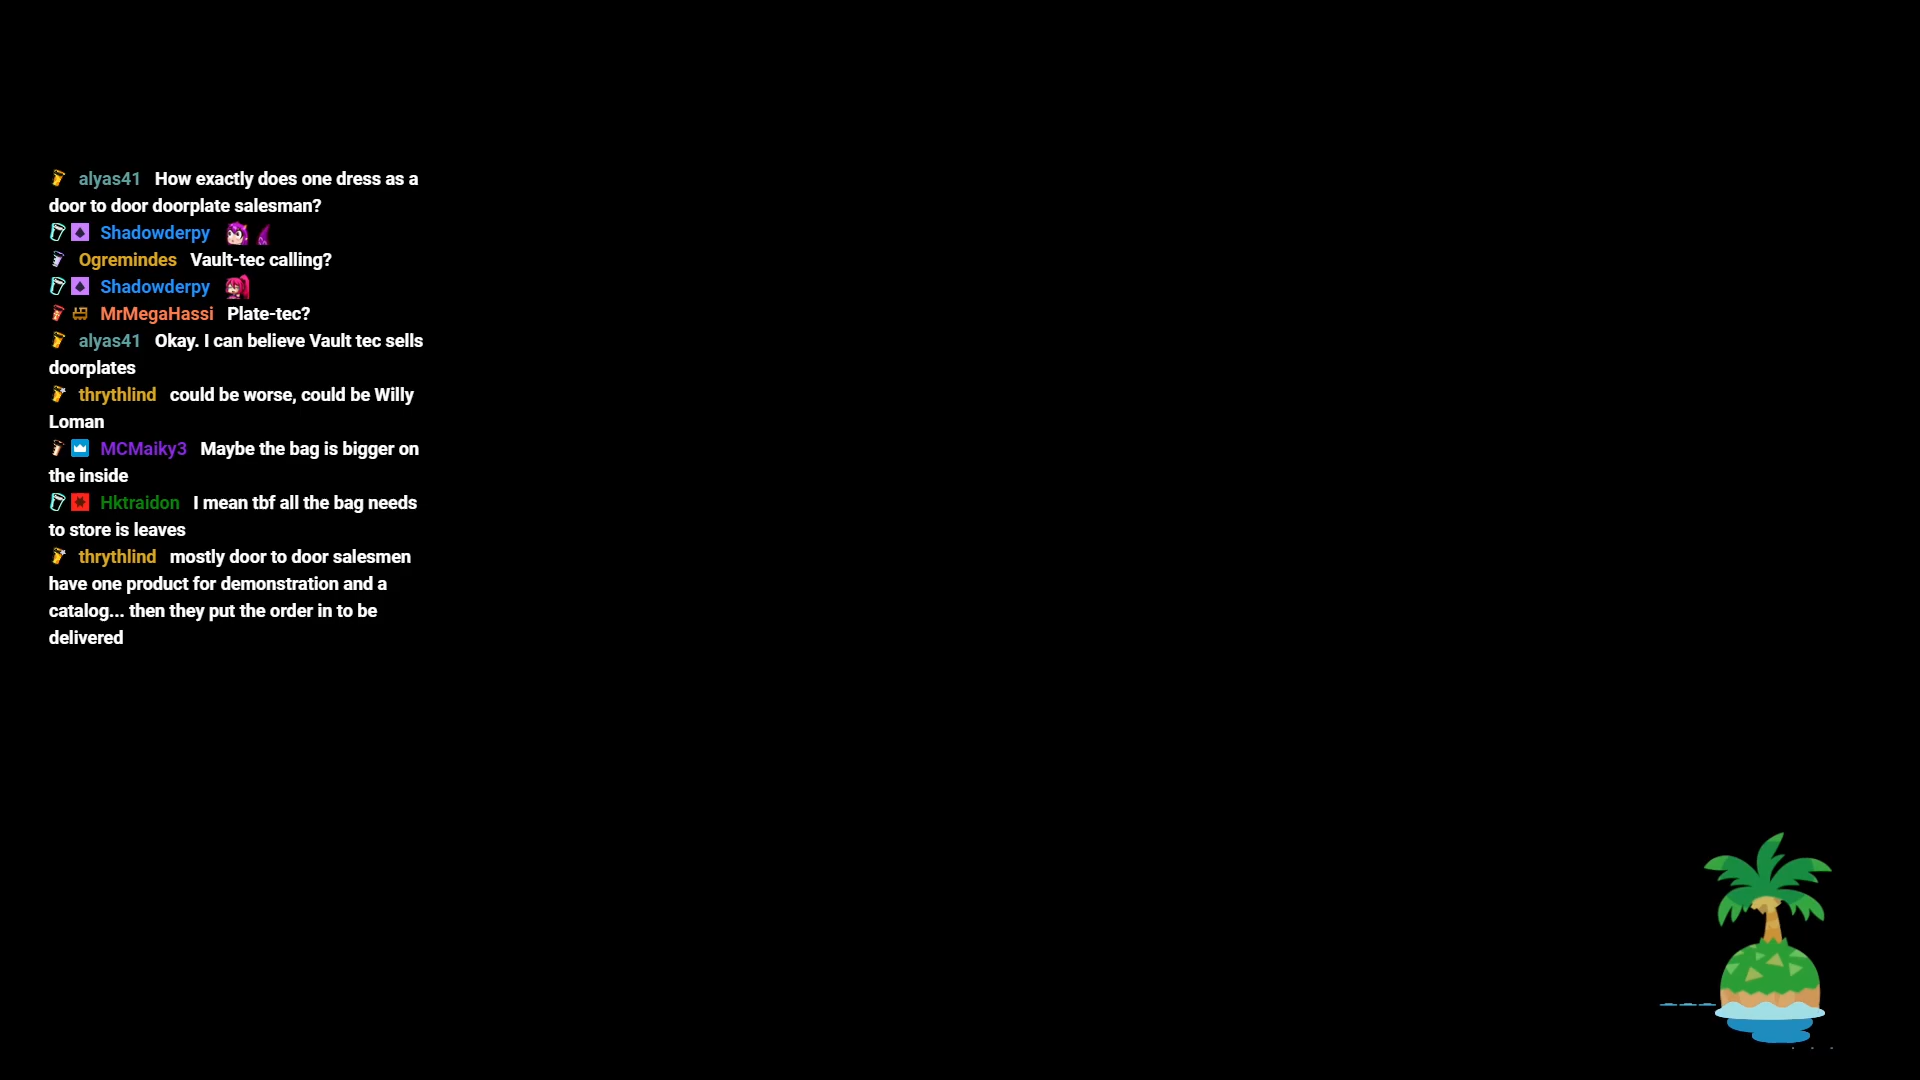 alyas41 How exactly does one dress as a
door to door doorplate salesman?
Shadowderpy
Ogremindes Vault-tec calling?
Shadowderpy
MrMegaHassi Plate-tec?
alyas41 Okay. I can believe Vault tec sells
doorplates
thrythlind could be worse, could be Willy
Loman
MCMaiky3 Maybe the bag is bigger on
the inside
Hktraidon I mean tbf all the bag needs
to store is leaves
thrythlind mostly door to door salesmen
have one product for demonstration and a
catalog... then they put the order in to be
delivered